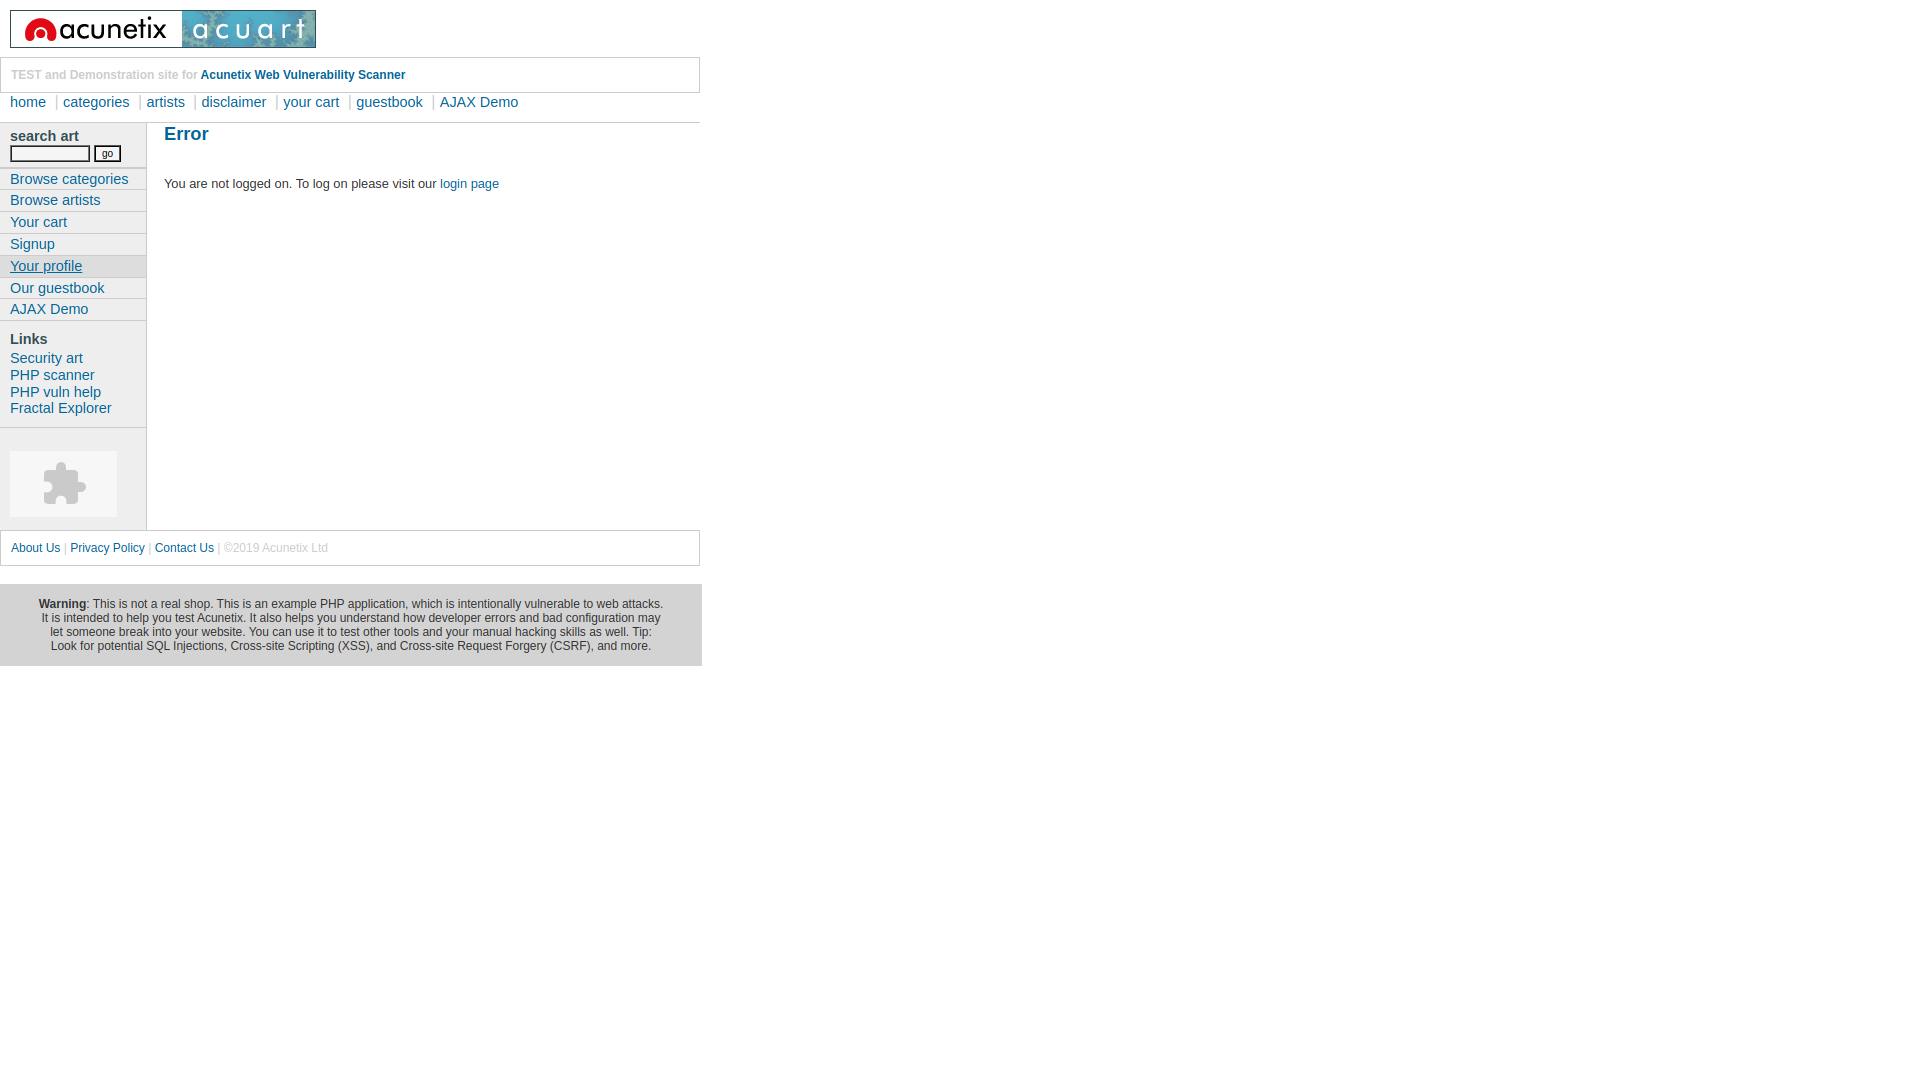 acunetix acuart
TEST and Demonstration site for Acunetix Web Vulnerability Scanner
home | categories | artists | disclaimer | your cart | guestbook | AJAX Demo
search art
go
Browse categories
Browse artists
Your cart
Signup
Your profile
Our guestbook
AJAX Demo
Links
Security art
PHP scanner
PHP vuln help
Fractal Explorer
Error
You are not logged on. To log on please visit our login page
About Us | Privacy Policy | Contact Us | ©2019 Acunetix Ltd
Warning: This is not a real shop. This is an example PHP application, which is intentionally vulnerable to web attacks.
It is intended to help you test Acunetix. It also helps you understand how developer errors and bad configuration may
let someone break into your website. You can use it to test other tools and your manual hacking skills as well. Tip:
Look for potential SQL Injections, Cross-site Scripting (XSS), and Cross-site Request Forgery (CSRF), and more.